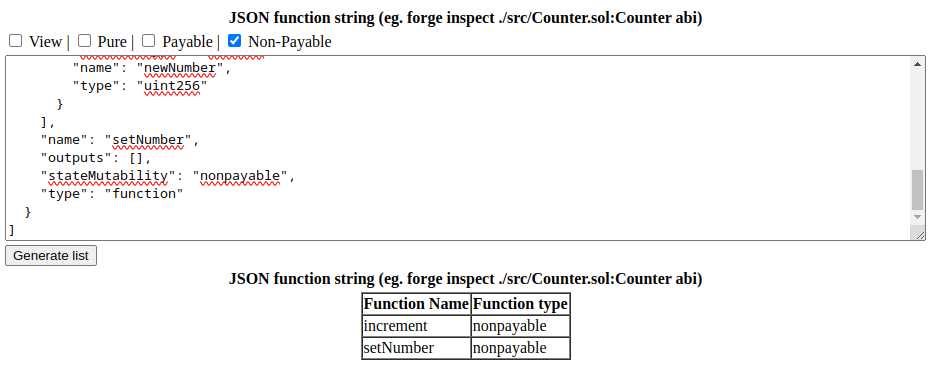 JSON function string (eg. forge inspect ./src/Counter.sol:Counter abi)
View | Pure | Payable | Non-Payable
"name": "newNumber",
"type": "uint256"
}
],
"name": "setNumber",
"outputs": [],
"stateMutability": "nonpayable",
"type": "function"
}
]
Generate list
JSON function string (eg. forge inspect ./src/Counter.sol:Counter abi)
Function Name Function type
increment nonpayable
setNumber nonpayable